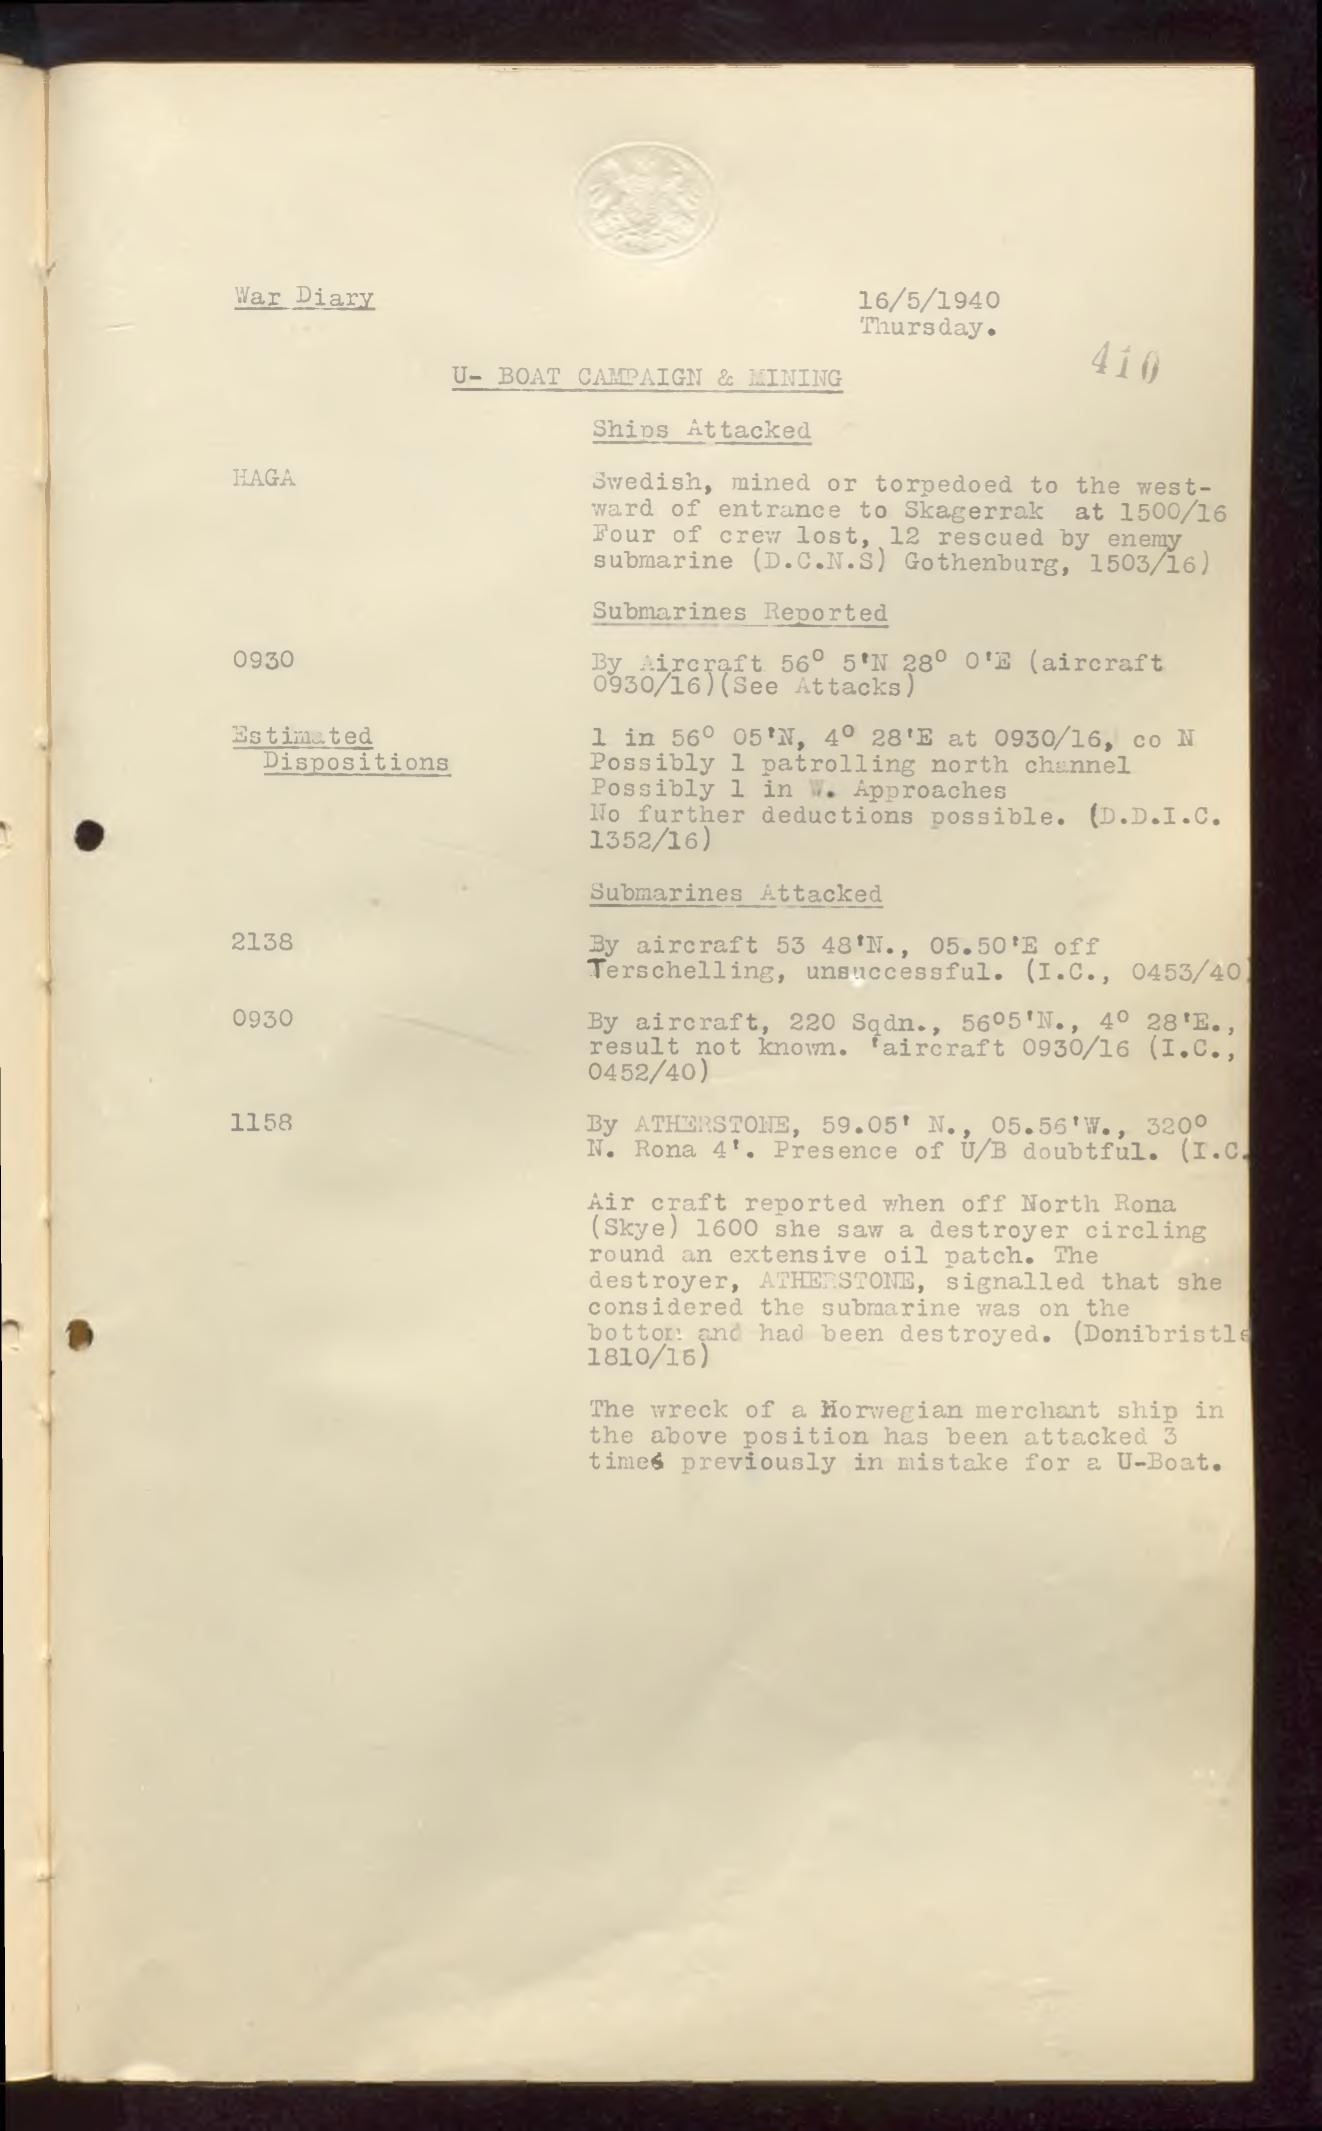 War Diary
16/5/1940
Thursday.
410
U- BOAT CAMPAIGN & MINING
Ships Attacked
HAGA
Swedish, mined or torpedoed to the west-
ward of entrance to Skagerrak at 1500/16
Four of crew lost, 12 rescued by enemy
submarine (D.C.N.S) Gothenburg, 1503/16)
Submarines Reported
0930
By Aircraft 56° 5'N 28° 0'E (aircraft
0930/16)(See Attacks)
Estimated
Dispositions
1 in 56° 05'N, 4° 28'E at 0930/16, co N
Possibly 1 patrolling north channel
Possibly 1 in W. Approaches
No further deductions possible. (D.D.I.C.
1352/16)
Submarines Attacked
2138
By aircraft 53 48'N., 05.50'E off
Terschelling, unsuccessful. (I.C., 0453/40)
0930
By aircraft, 220 Sqdn., 56°5'N., 4° 28'E.,
result not known. 'aircraft 0930/16 (I.C.,
0452/40)
1158
By ATHERSTONE, 59.05' N., 05.56'W., 320°
N. Rona 4'. Presence of U/B doubtful. (I.C.
Air craft reported when off North Rona
(Skye) 1600 she saw a destroyer circling
round an extensive oil patch. The
destroyer, ATHERSTONE, signalled that she
considered the submarine was on the
bottom and had been destroyed. (Donibristle
1810/16)
The wreck of a Norwegian merchant ship in
the above position has been attacked 3
times previously in mistake for a U-Boat.